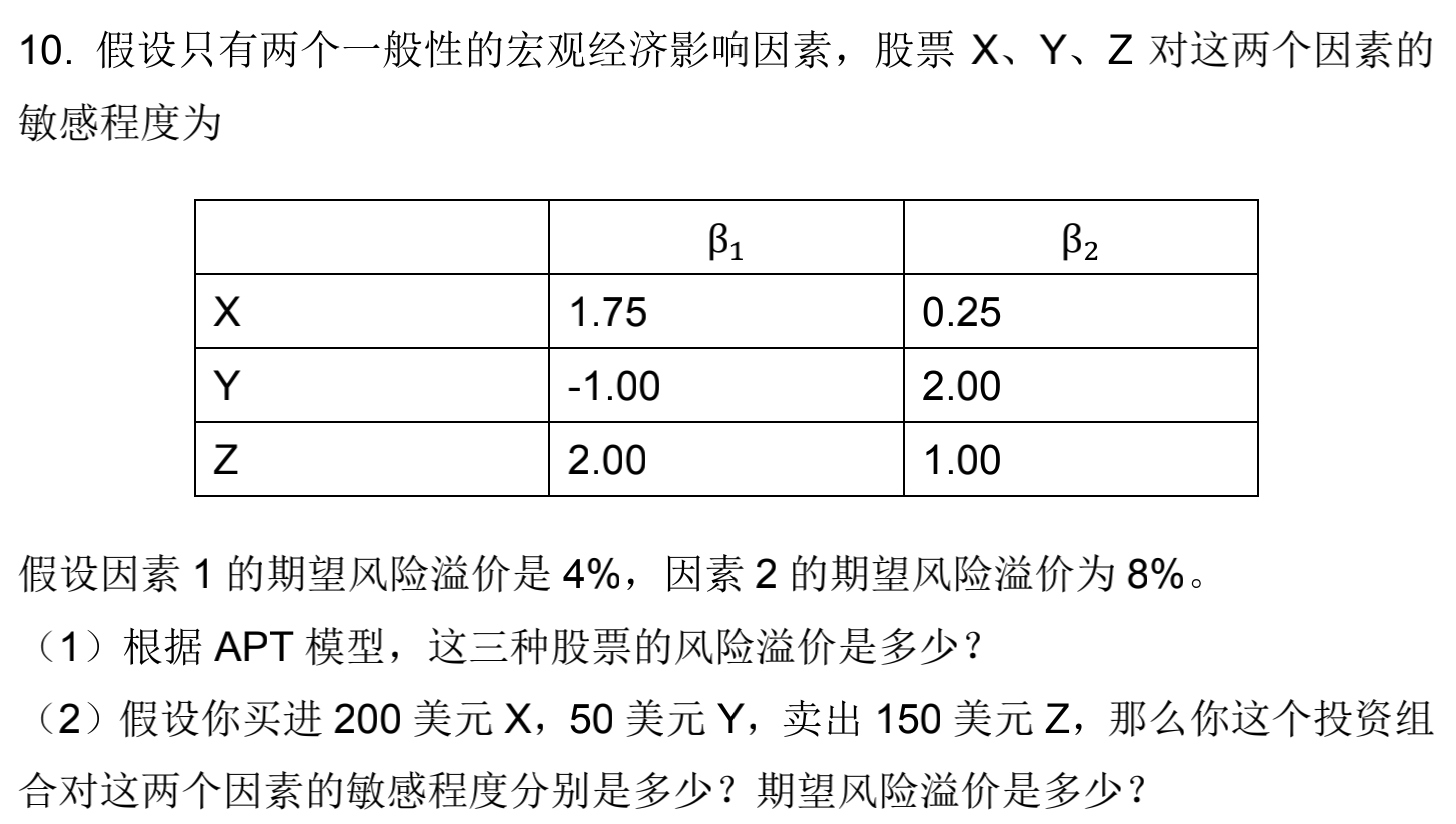 10. 假设只有两个一般性的宏观经济影响因素，股票 X、Y、Z 对这两个因素的
敏感程度为
β₁ β₂
X 1.75 0.25
Y -1.00 2.00
Z 2.00 1.00
假设因素 1 的期望风险溢价是 4%，因素 2 的期望风险溢价为 8%。
（1）根据 APT 模型，这三种股票的风险溢价是多少？
（2）假设你买进 200 美元 X，50 美元 Y，卖出 150 美元 Z，那么你这个投资组
合对这两个因素的敏感程度分别是多少？期望风险溢价是多少？